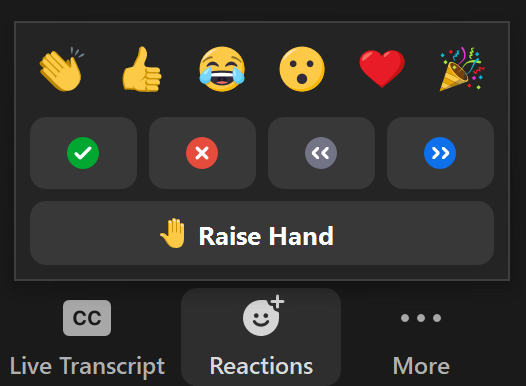 Raise Hand
CC
Live Transcript
Reactions
More